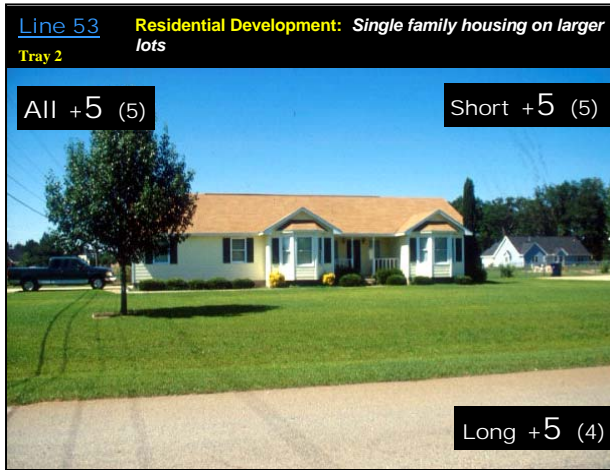 Line 53
Residential Development: Single family housing on larger
lots
Tray 2
All +5 (5)
Short +5 (5)
Long +5 (4)